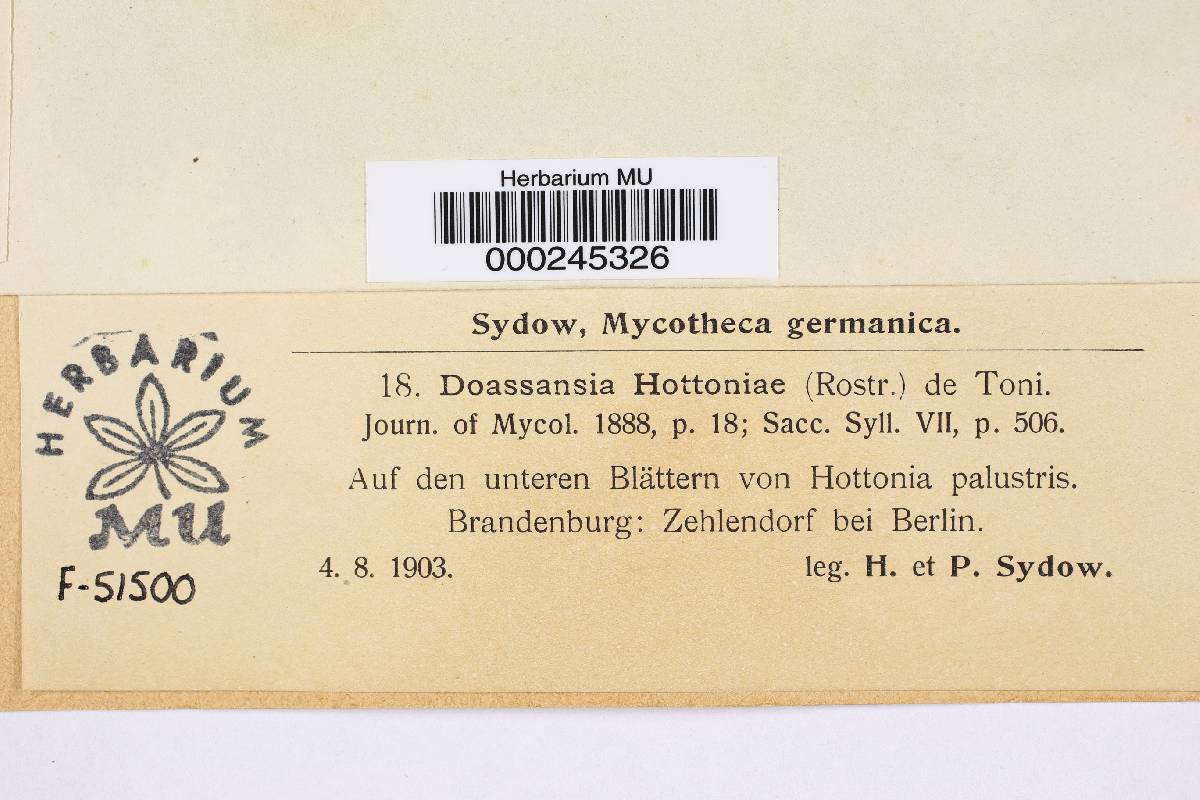 Herbarium MU
000245326
Sydow, Mycotheca germanica.
18. Doassansia Hottoniae (Rostr.) de Toni.
Journ. of Mycol. 1888, p. 18; Sacc. Syll. VII, p. 506.
Auf den unteren Blättern von Hottonia palustris.
Brandenburg: Zehlendorf bei Berlin.
4. 8. 1903. leg. H. et P. Sydow.
HERBARIUM
MU
F-51500